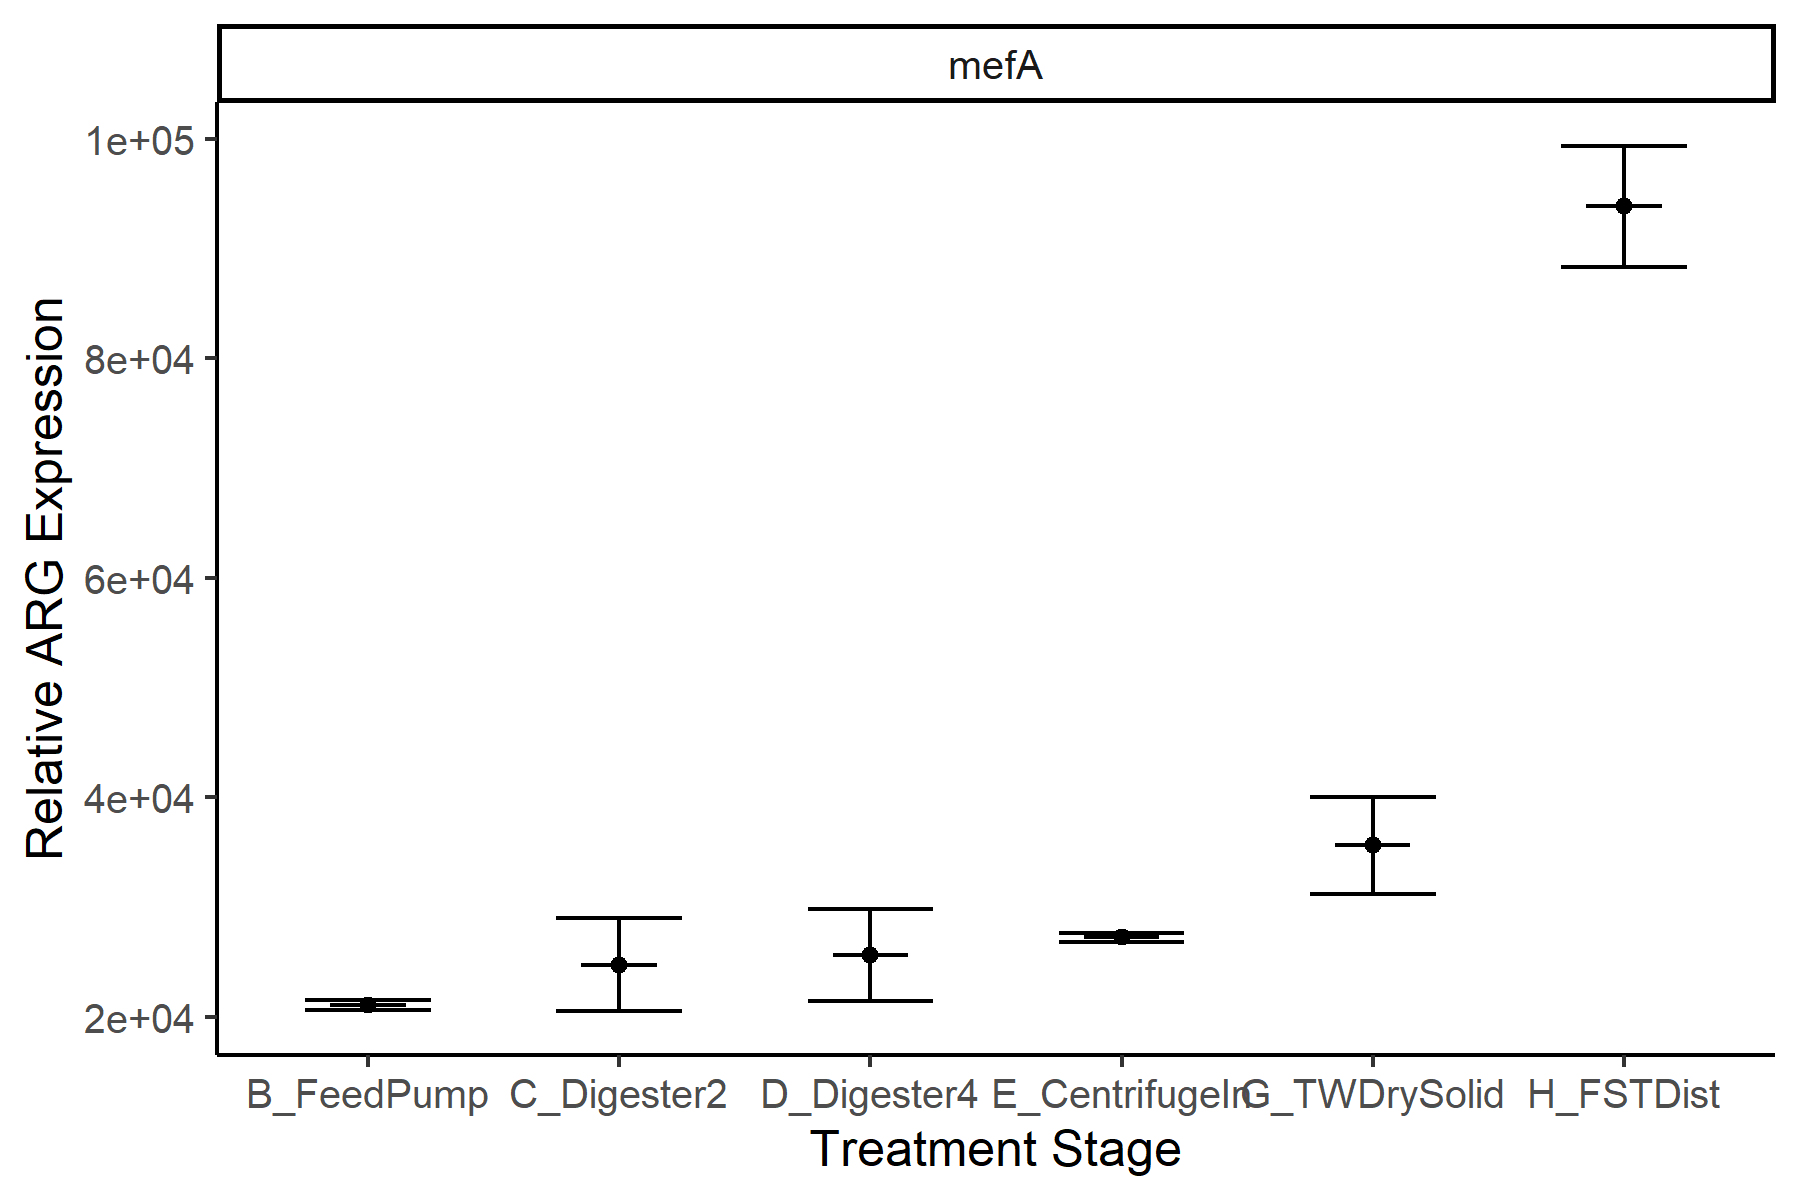 mefA
Relative ARG Expression
1e+05
8e+04
6e+04
4e+04
2e+04
B_FeedPump C_Digester2 D_Digester4 E_CentrifugeIn G_TWDrySolid H_FSTDist
Treatment Stage